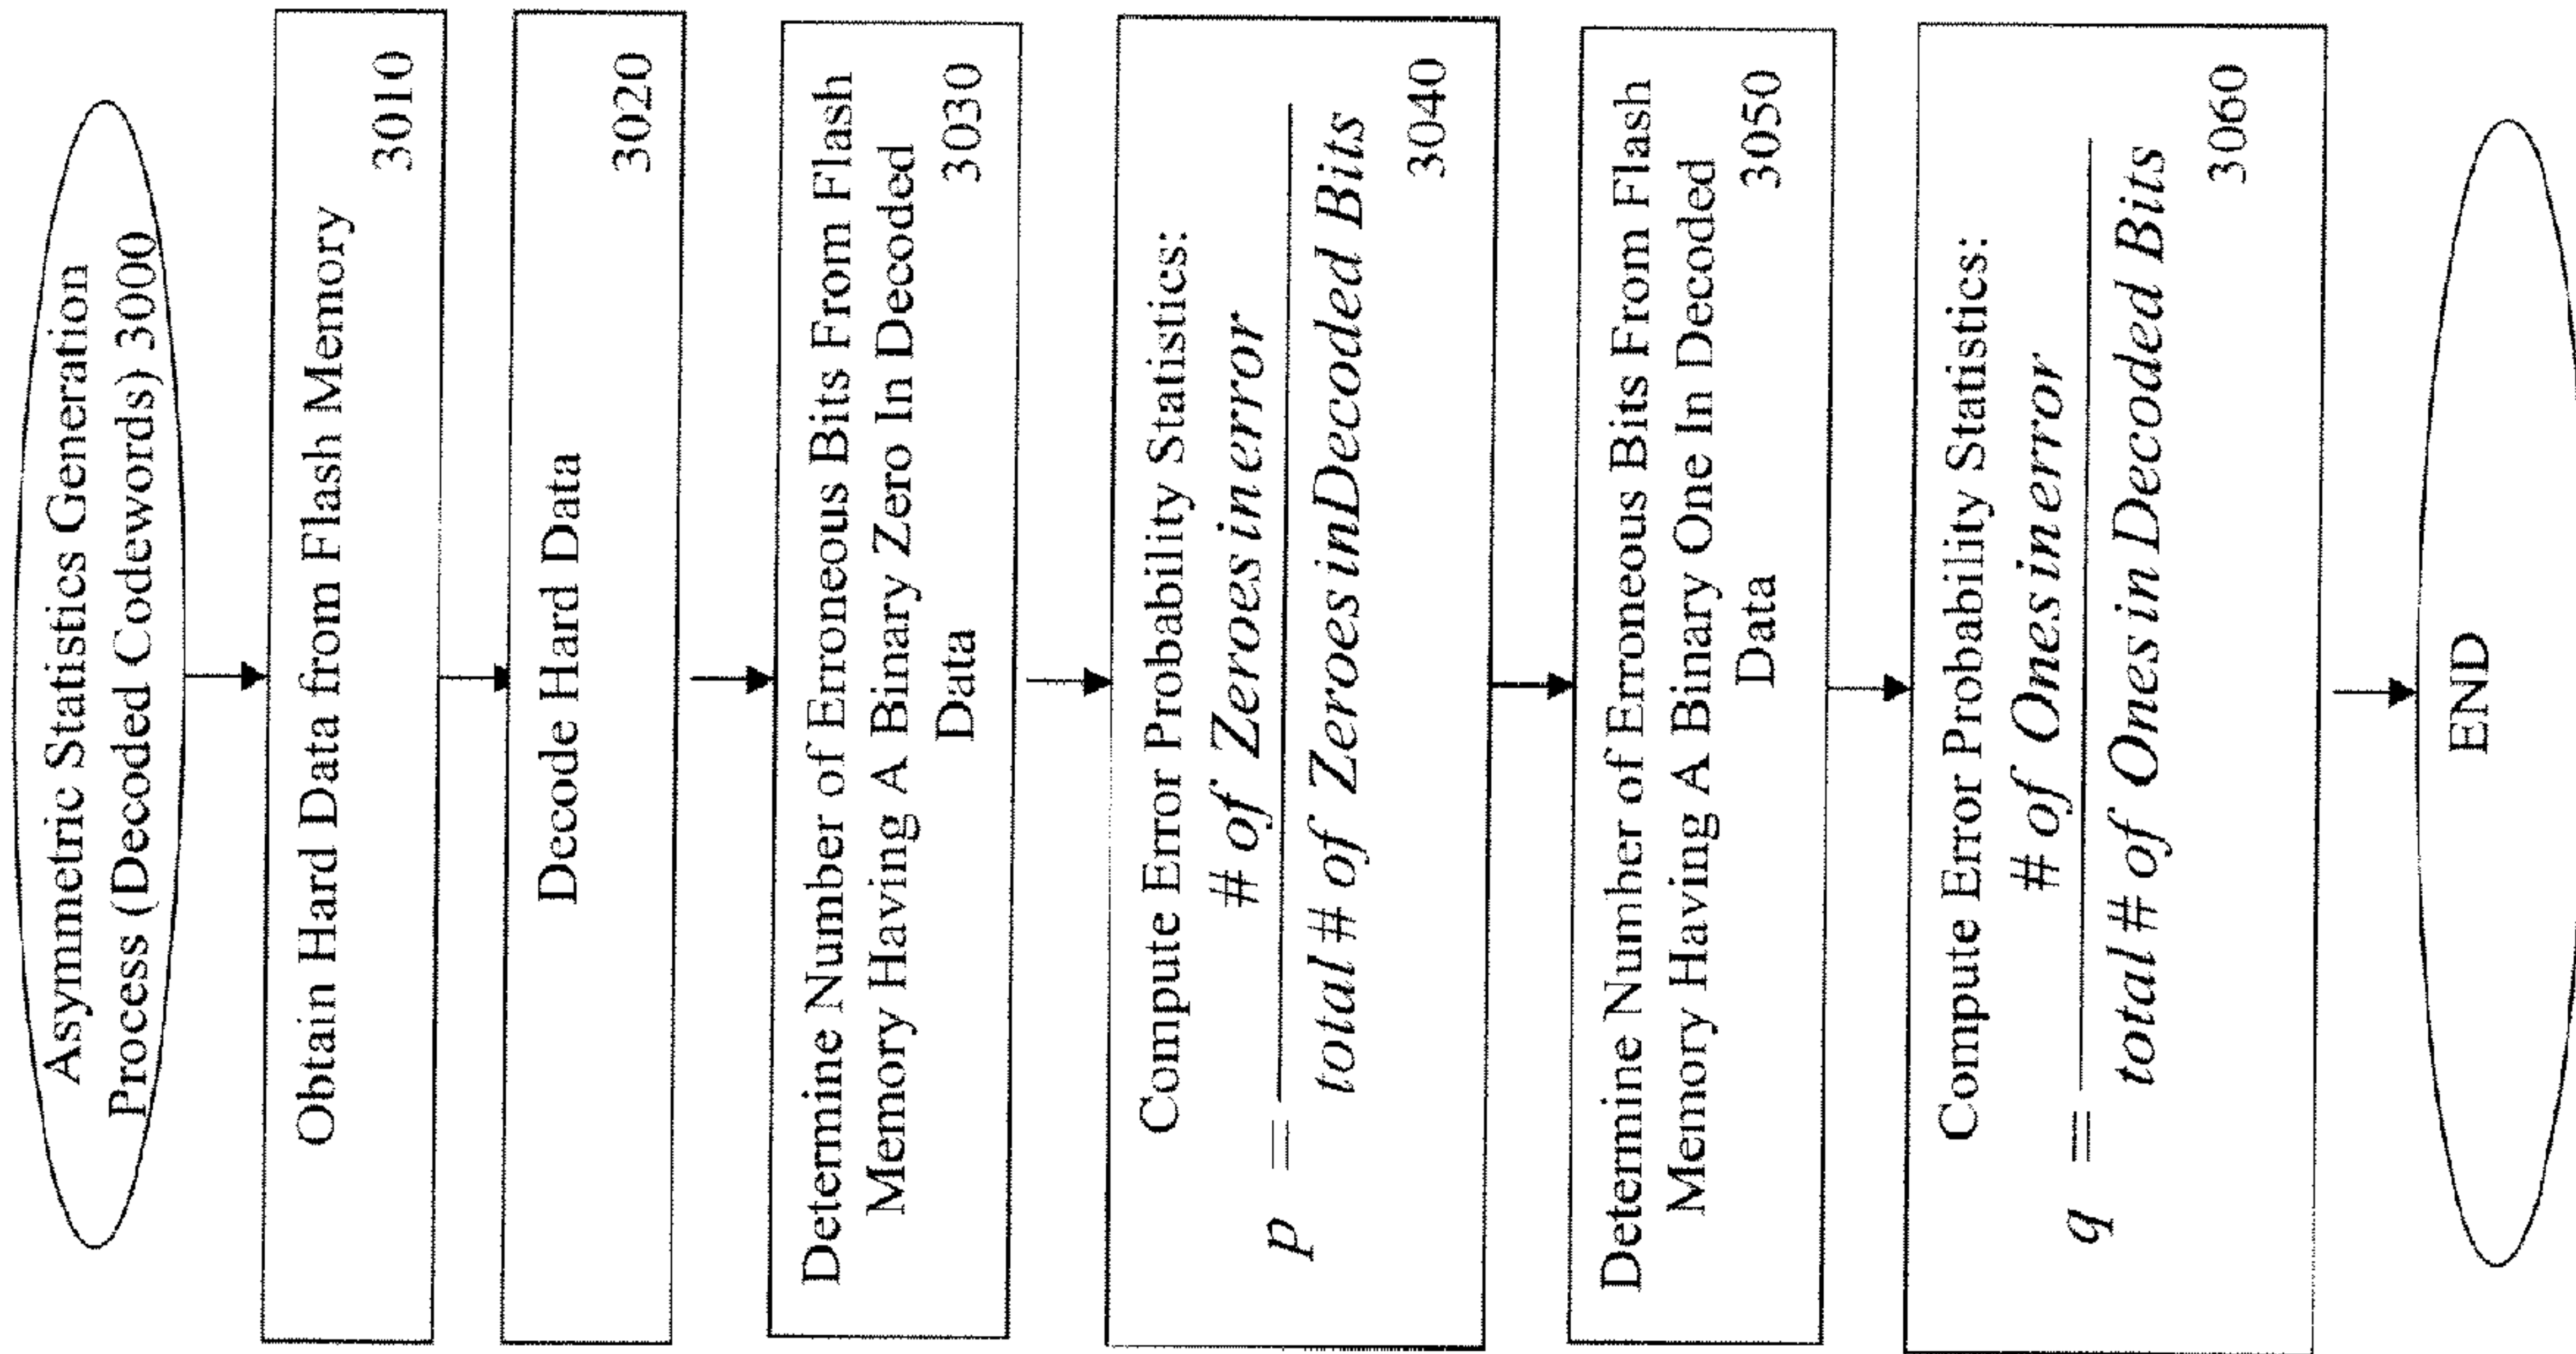 Asymmetric Statistics Generation
Process (Decoded Codewords) 3000
Obtain Hard Data from Flash Memory
3010
Decode Hard Data
3020
Determine Number of Erroneous Bits From Flash
Memory Having A Binary Zero In Decoded
Data
3030
Compute Error Probability Statistics:
# of Zeroes in error
p =
total # of Zeroes inDecoded Bits
3040
Determine Number of Erroneous Bits From Flash
Memory Having A Binary One In Decoded
Data
3050
Compute Error Probability Statistics:
# of Ones in error
q =
total # of Ones in Decoded Bits
3060
END